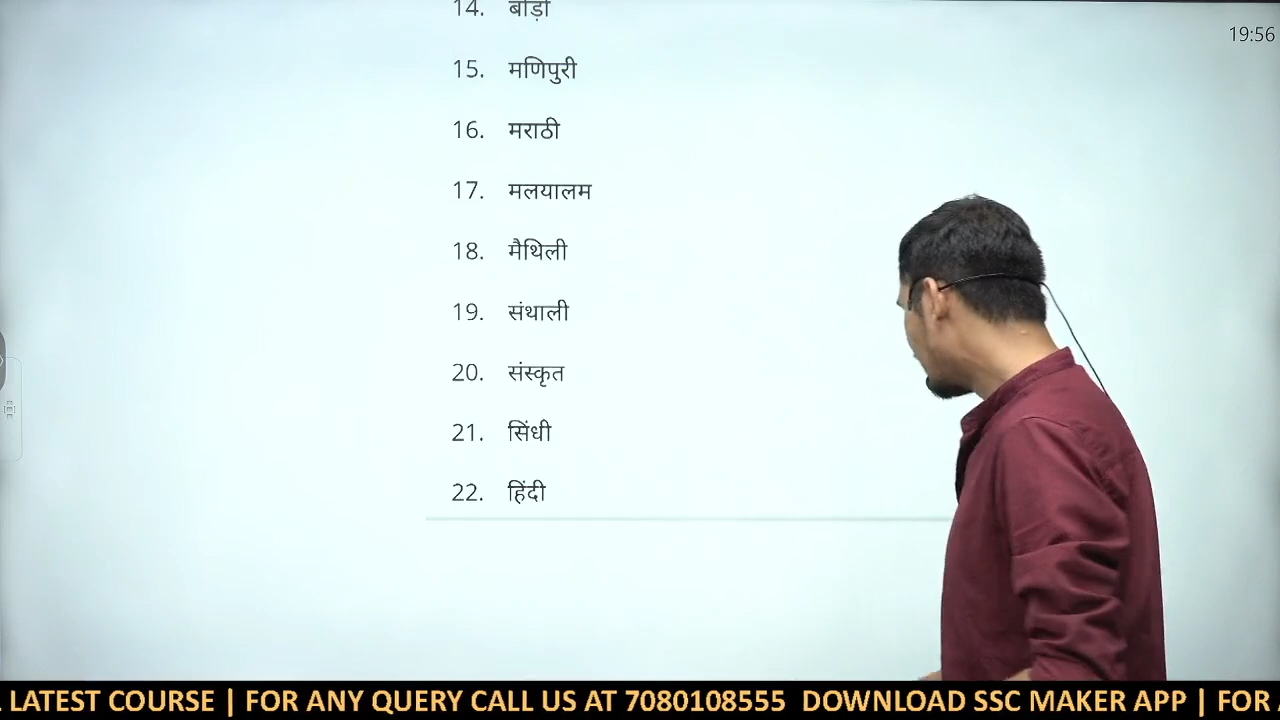 14. बोड़ो
19:56
15. मणिपुरी
16. मराठी
17. मलयालम
18. मैथिली
19. संथाली
20. संस्कृत
21. सिंधी
22. हिंदी
LATEST COURSE | FOR ANY QUERY CALL US AT 7080108555 DOWNLOAD SSC MAKER APP | FOR